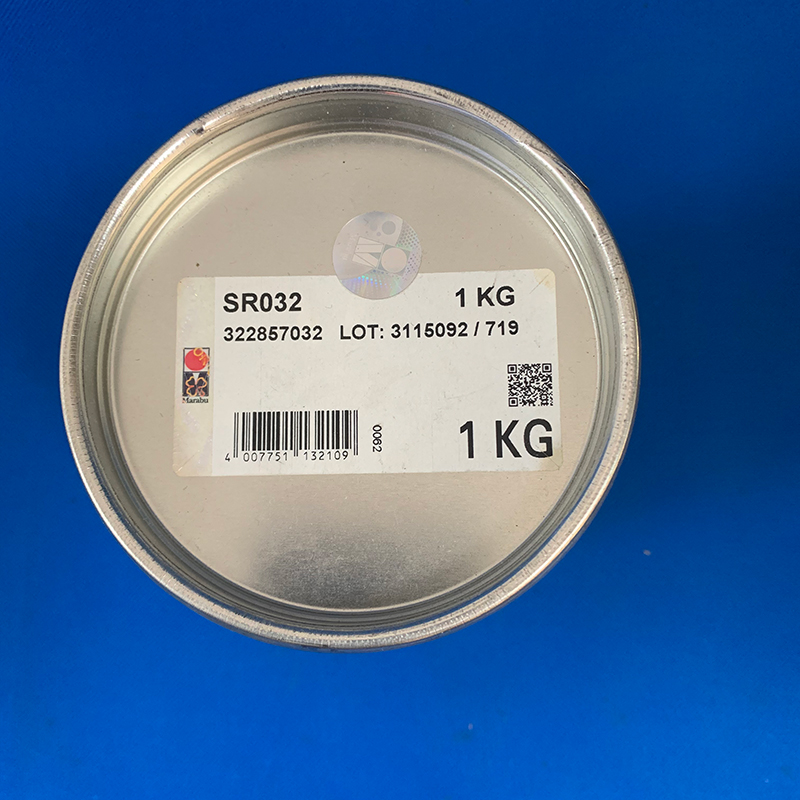 SR032 1 KG
322857032 LOT: 3115092 / 719
Marabu
4 007751 132109
0062
1 KG